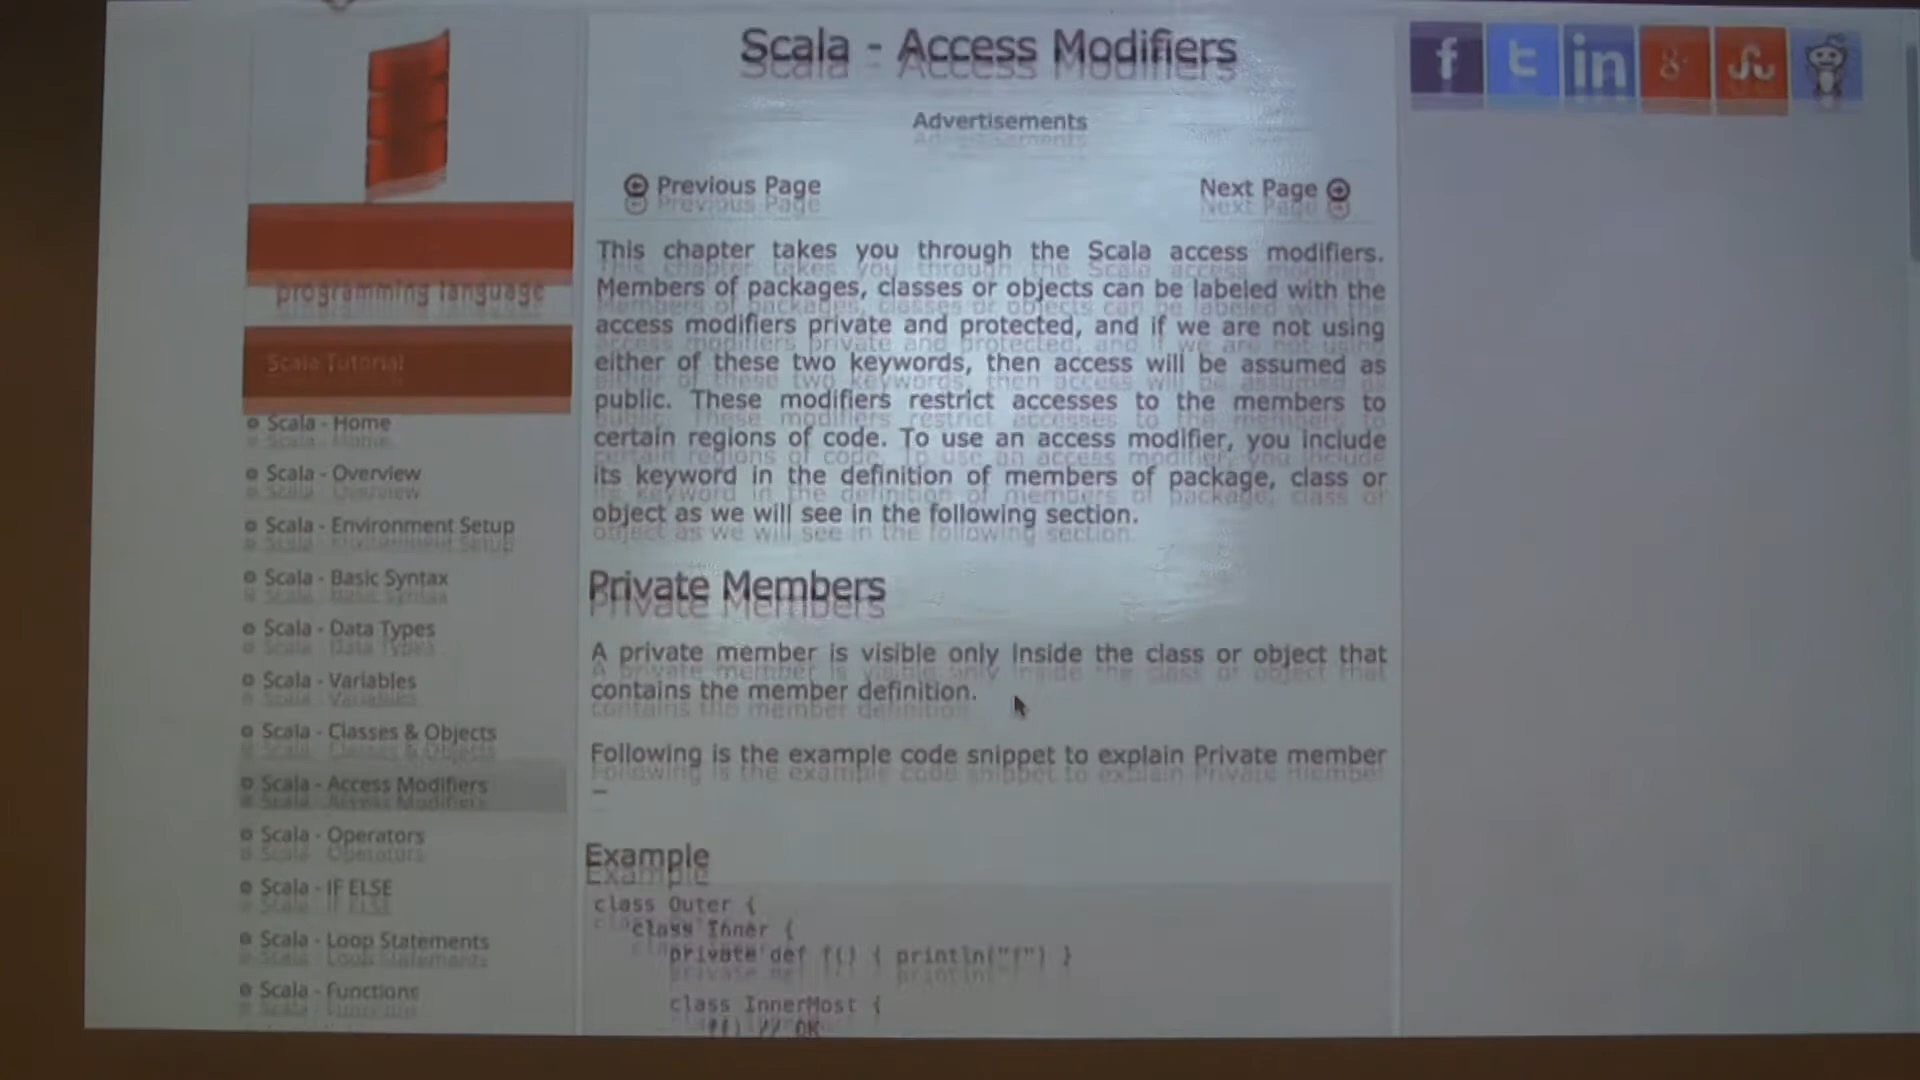 Scala - Access Modifiers
Advertisements
Previous Page
Next Page
programming language
Scala Tutorial
Scala - Home
Scala - Overview
Scala - Environment Setup
Scala - Basic Syntax
Scala - Data Types
Scala - Variables
Scala - Classes & Objects
Scala - Access Modifiers
Scala - Operators
Scala - IF ELSE
Scala - Loop Statements
Scala - Functions
This chapter takes you through the Scala access modifiers.
Members of packages, classes or objects can be labeled with the
access modifiers private and protected, and if we are not using
either of these two keywords, then access will be assumed as
public. These modifiers restrict accesses to the members to
certain regions of code. To use an access modifier, you include
its keyword in the definition of members of package, class or
object as we will see in the following section.
Private Members
A private member is visible only inside the class or object that
contains the member definition.
Following is the example code snippet to explain Private member
–
Example
class Outer {
class Inner {
private def f() { println("f") }
class InnerMost {
f() // OK
f
t
in
g+